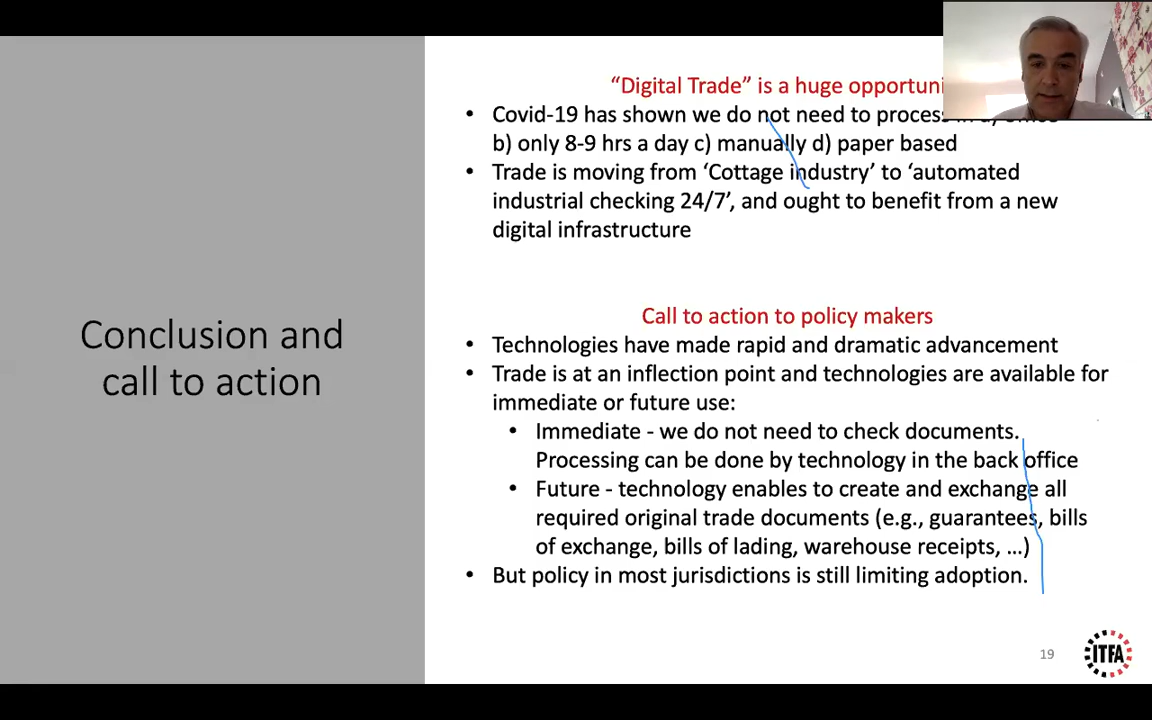 Conclusion and
call to action
“Digital Trade” is a huge
• Covid-19 has shown we do not need to process
b) only 8-9 hrs a day c) manually d) paper based
• Trade is moving from ‘Cottage industry’ to ‘automated
industrial checking 24/7’, and ought to benefit from a new
digital infrastructure
Call to action to policy makers
• Technologies have made rapid and dramatic advancement
• Trade is at an inflection point and technologies are available for
immediate or future use:
• Immediate - we do not need to check documents.
Processing can be done by technology in the back office
• Future - technology enables to create and exchange all
required original trade documents (e.g., guarantees, bills
of exchange, bills of lading, warehouse receipts, ...)
• But policy in most jurisdictions is still limiting adoption.
19
ITFA